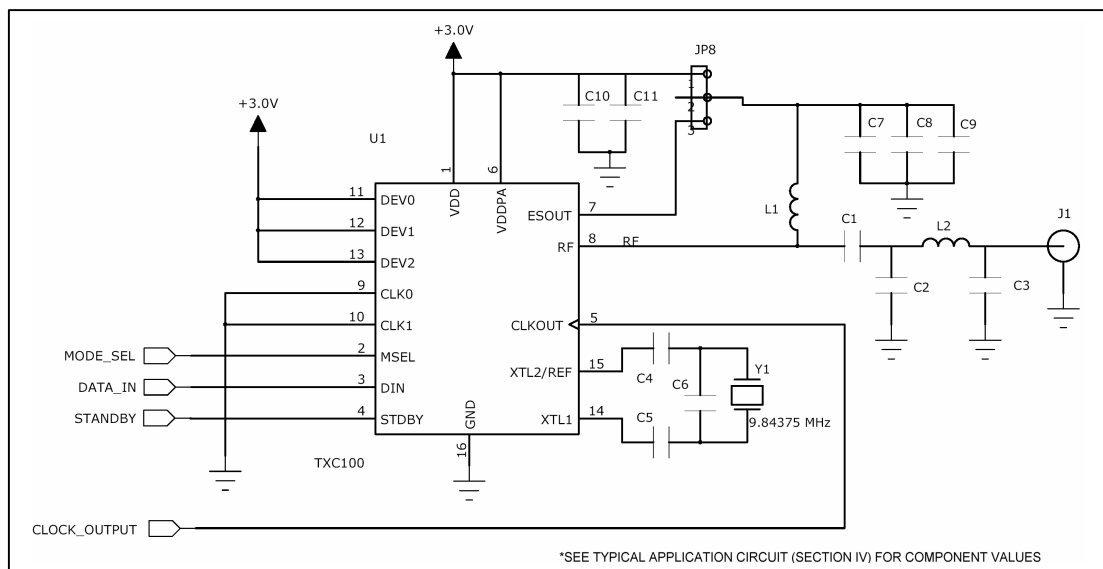 +3.0V
JP8
+3.0V
C10
C11
1
2
3
C7
C8
C9
U1
1
6
VDD
VDDPA
11
DEV0
ESOUT
7
L1
J1
12
DEV1
RF
8
RF
C1
L2
13
DEV2
9
CLK0
C2
C3
10
CLK1
CLKOUT
5
MODE_SEL
2
MSEL
XTL2/REF
15
C4
C6
Y1
DATA_IN
3
DIN
STANDBY
4
STDBY
GND
XTL1
14
C5
9.84375 MHz
16
TXC100
CLOCK_OUTPUT
*SEE TYPICAL APPLICATION CIRCUIT (SECTION IV) FOR COMPONENT VALUES